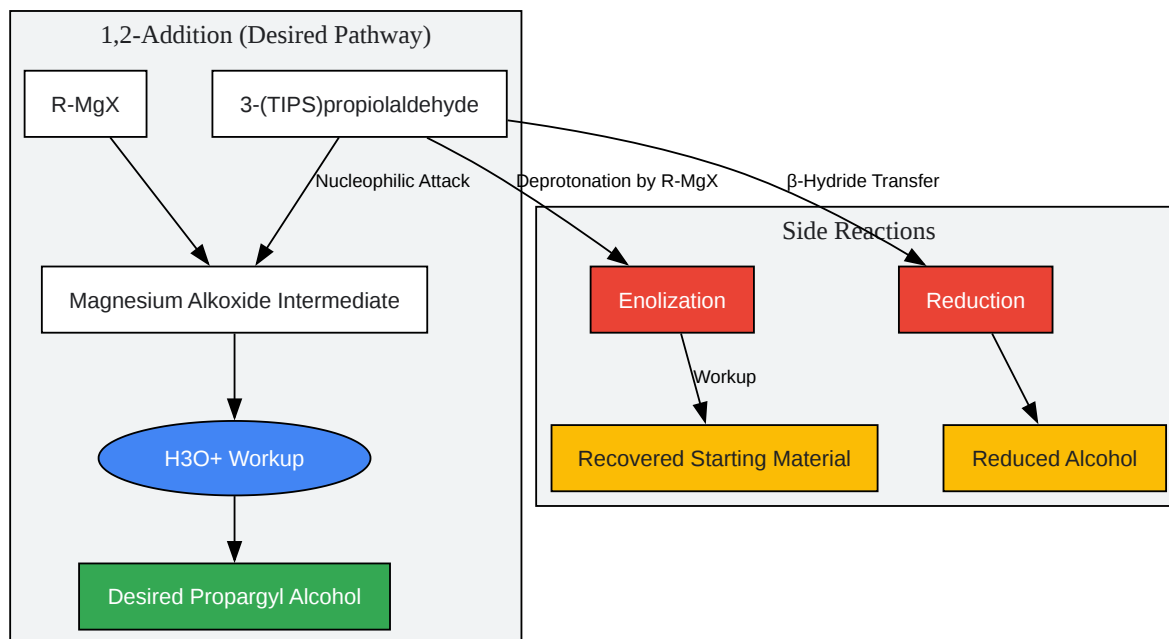 1,2-Addition (Desired Pathway)
R-MgX
3-(TIPS)propiolaldehyde
Nucleophilic Attack
Deprotonation by R-MgX
β-Hydride Transfer
Side Reactions
Magnesium Alkoxide Intermediate
Enolization
Reduction
Workup
H3O+ Workup
Recovered Starting Material
Reduced Alcohol
Desired Propargyl Alcohol